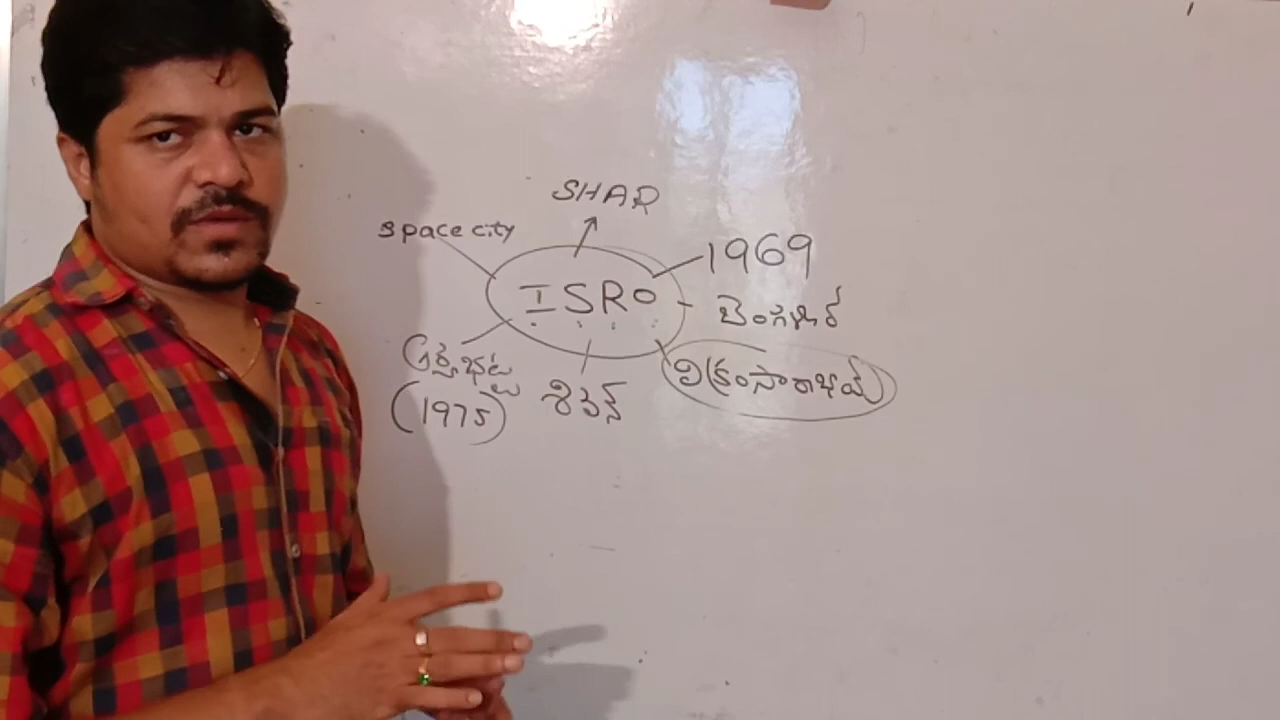 SHAR
space city
1969
ISRO
బెంగళూర్
ఆర్యభట్ట
విక్రంసారాభాయ్
(1975)
శివన్